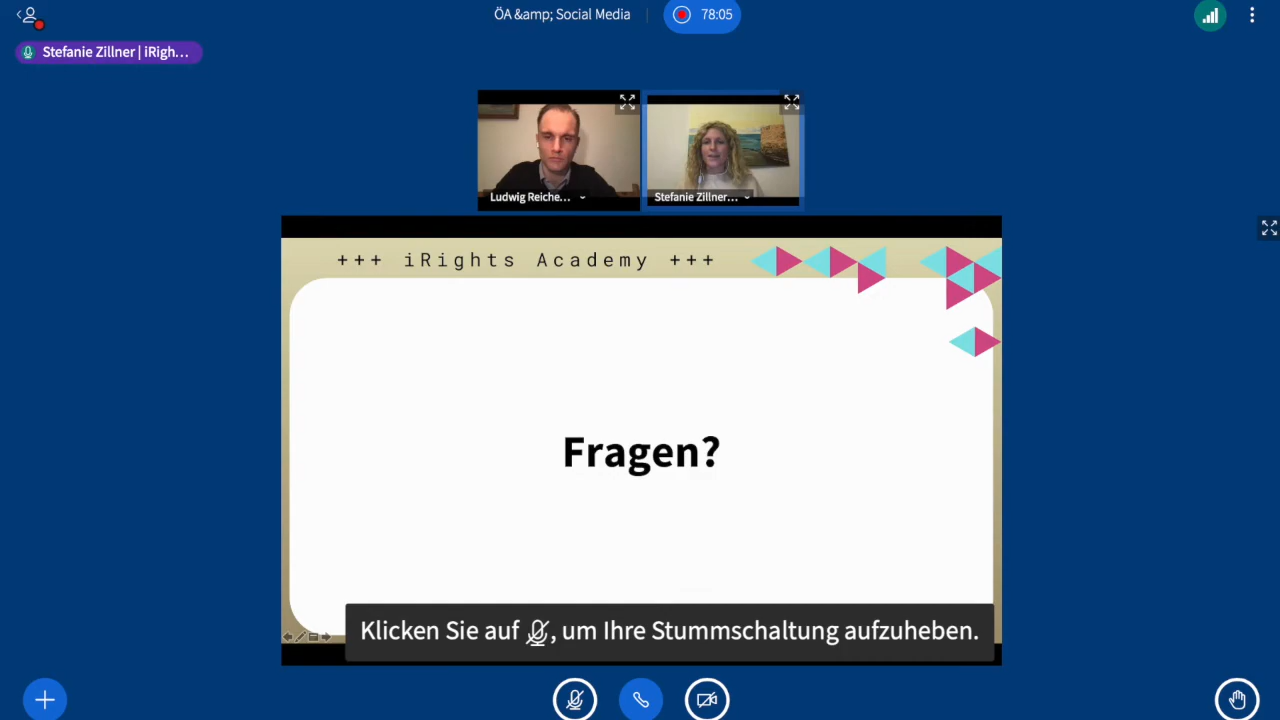 ÖA &amp; Social Media
78:05
Stefanie Zillner | iRigh...
Ludwig Reiche...
Stefanie Zillner...
+++ iRights Academy +++
Fragen?
Klicken Sie auf , um Ihre Stummschaltung aufzuheben.